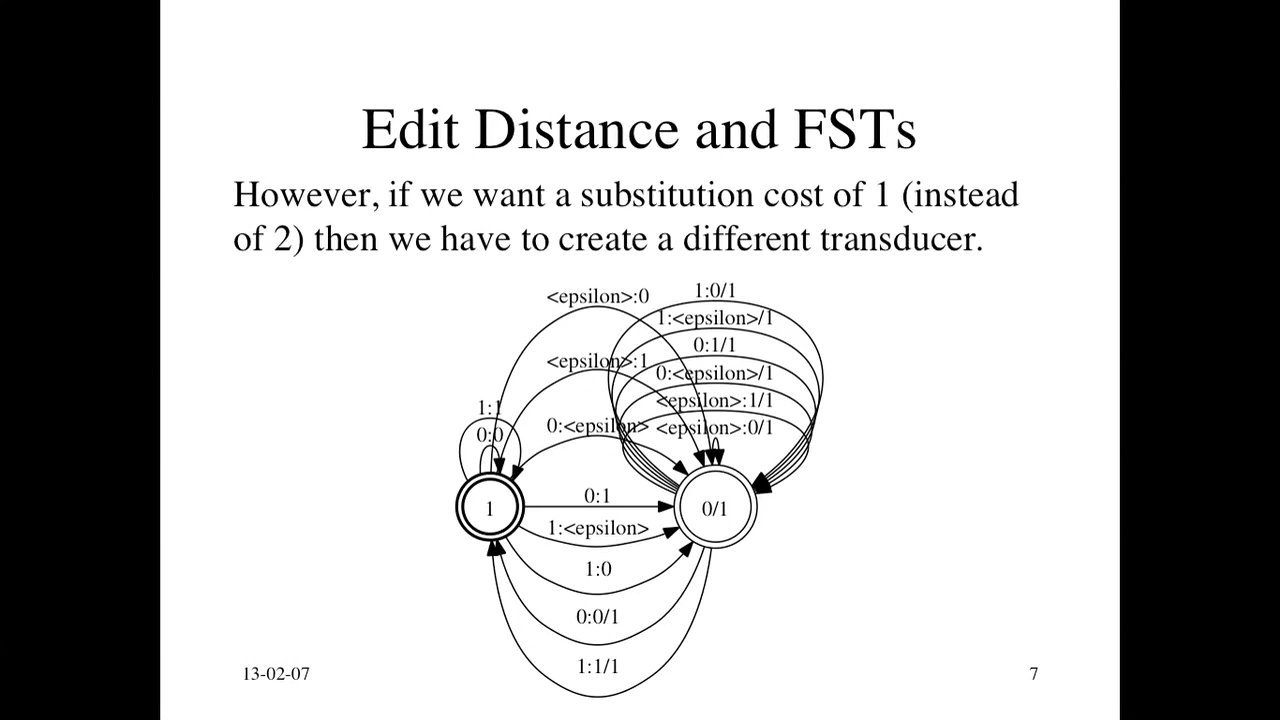 Edit Distance and FSTs
However, if we want a substitution cost of 1 (instead
of 2) then we have to create a different transducer.
<epsilon>:0
1:0/1
1:<epsilon>/1
0:1/1
<epsilon>:1
0:<epsilon>/1
1:1
<epsilon>:1/1
0:0
0:<epsilon>
<epsilon>:0/1
0:1
1
0/1
1:<epsilon>
1:0
0:0/1
1:1/1
13-02-07
7